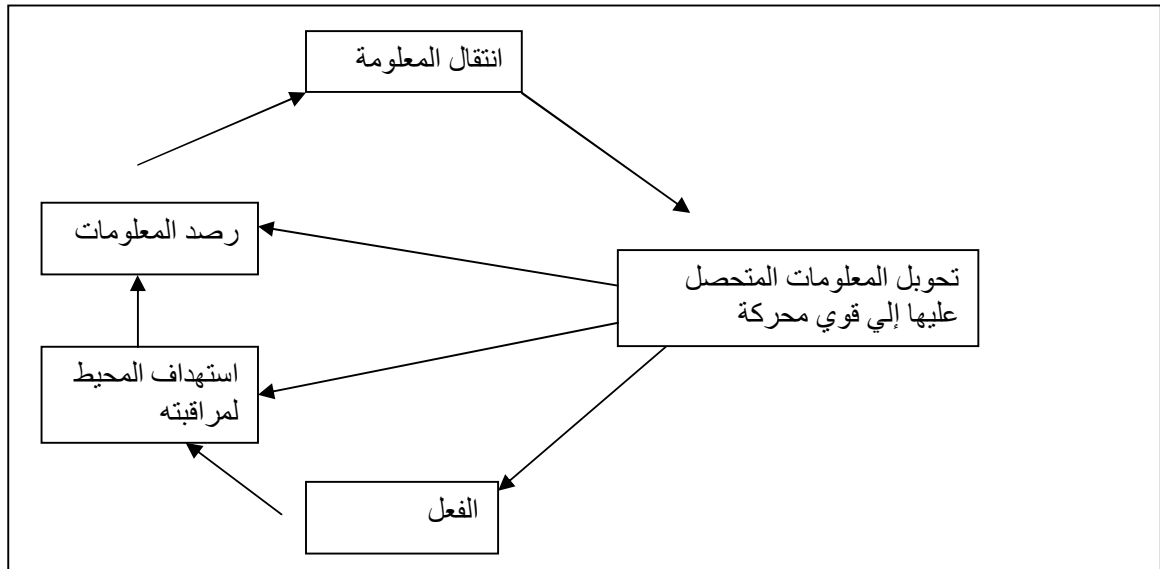 انتقال المعلومة
رصد المعلومات
تحوبل المعلومات المتحصل
عليها إلي قوي محركة
استهداف المحيط
لمراقبته
الفعل